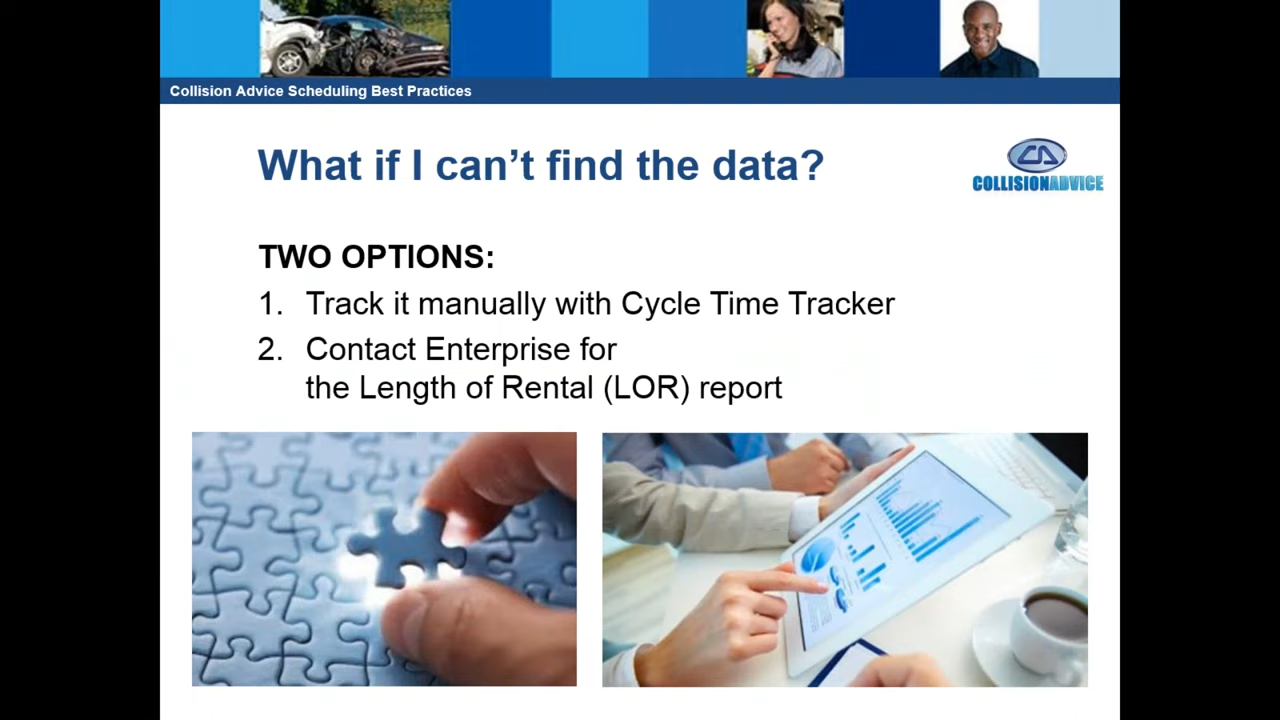 Collision Advice Scheduling Best Practices
What if I can’t find the data?
COLLISIONADVICE
TWO OPTIONS:
1. Track it manually with Cycle Time Tracker
2. Contact Enterprise for
the Length of Rental (LOR) report